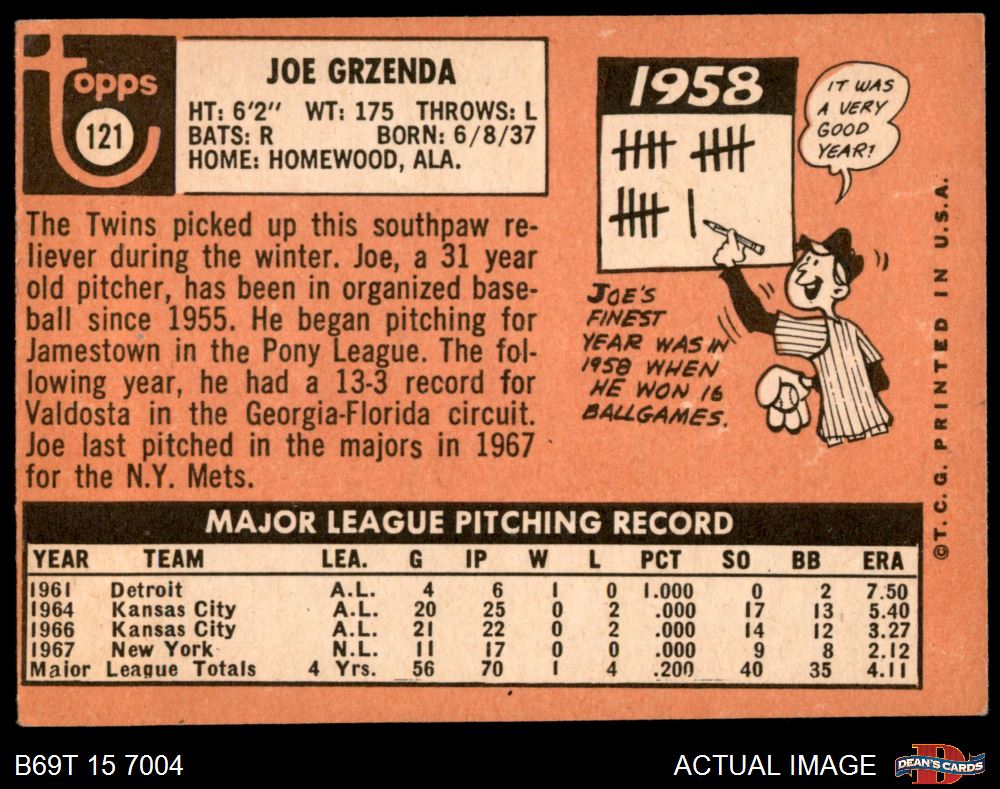 topps
121
JOE GRZENDA
HT: 6'2" WT: 175 THROWS: L
BATS: R BORN: 6/8/37
HOME: HOMEWOOD, ALA.
The Twins picked up this southpaw re-
liever during the winter. Joe, a 31 year
old pitcher, has been in organized base-
ball since 1955. He began pitching for
Jamestown in the Pony League. The fol-
lowing year, he had a 13-3 record for
Valdosta in the Georgia-Florida circuit.
Joe last pitched in the majors in 1967
for the N.Y. Mets.
1958
IT WAS
A VERY
GOOD
YEAR!
JOE'S
FINEST
YEAR WAS IN
1958 WHEN
HE WON 16
BALLGAMES.
©T.C.G. PRINTED IN U.S.A.
MAJOR LEAGUE PITCHING RECORD
YEAR TEAM LEA. G IP W L PCT SO BB ERA
1961 Detroit A.L. 4 6 1 0 1.000 0 2 7.50
1964 Kansas City A.L. 20 25 0 2 .000 17 13 5.40
1966 Kansas City A.L. 21 22 0 2 .000 14 12 3.27
1967 New York N.L. 11 17 0 0 .000 9 8 2.12
Major League Totals 4 Yrs. 56 70 1 4 .200 40 35 4.11
B69T 15 7004
ACTUAL IMAGE
D
DEAN'S CARDS